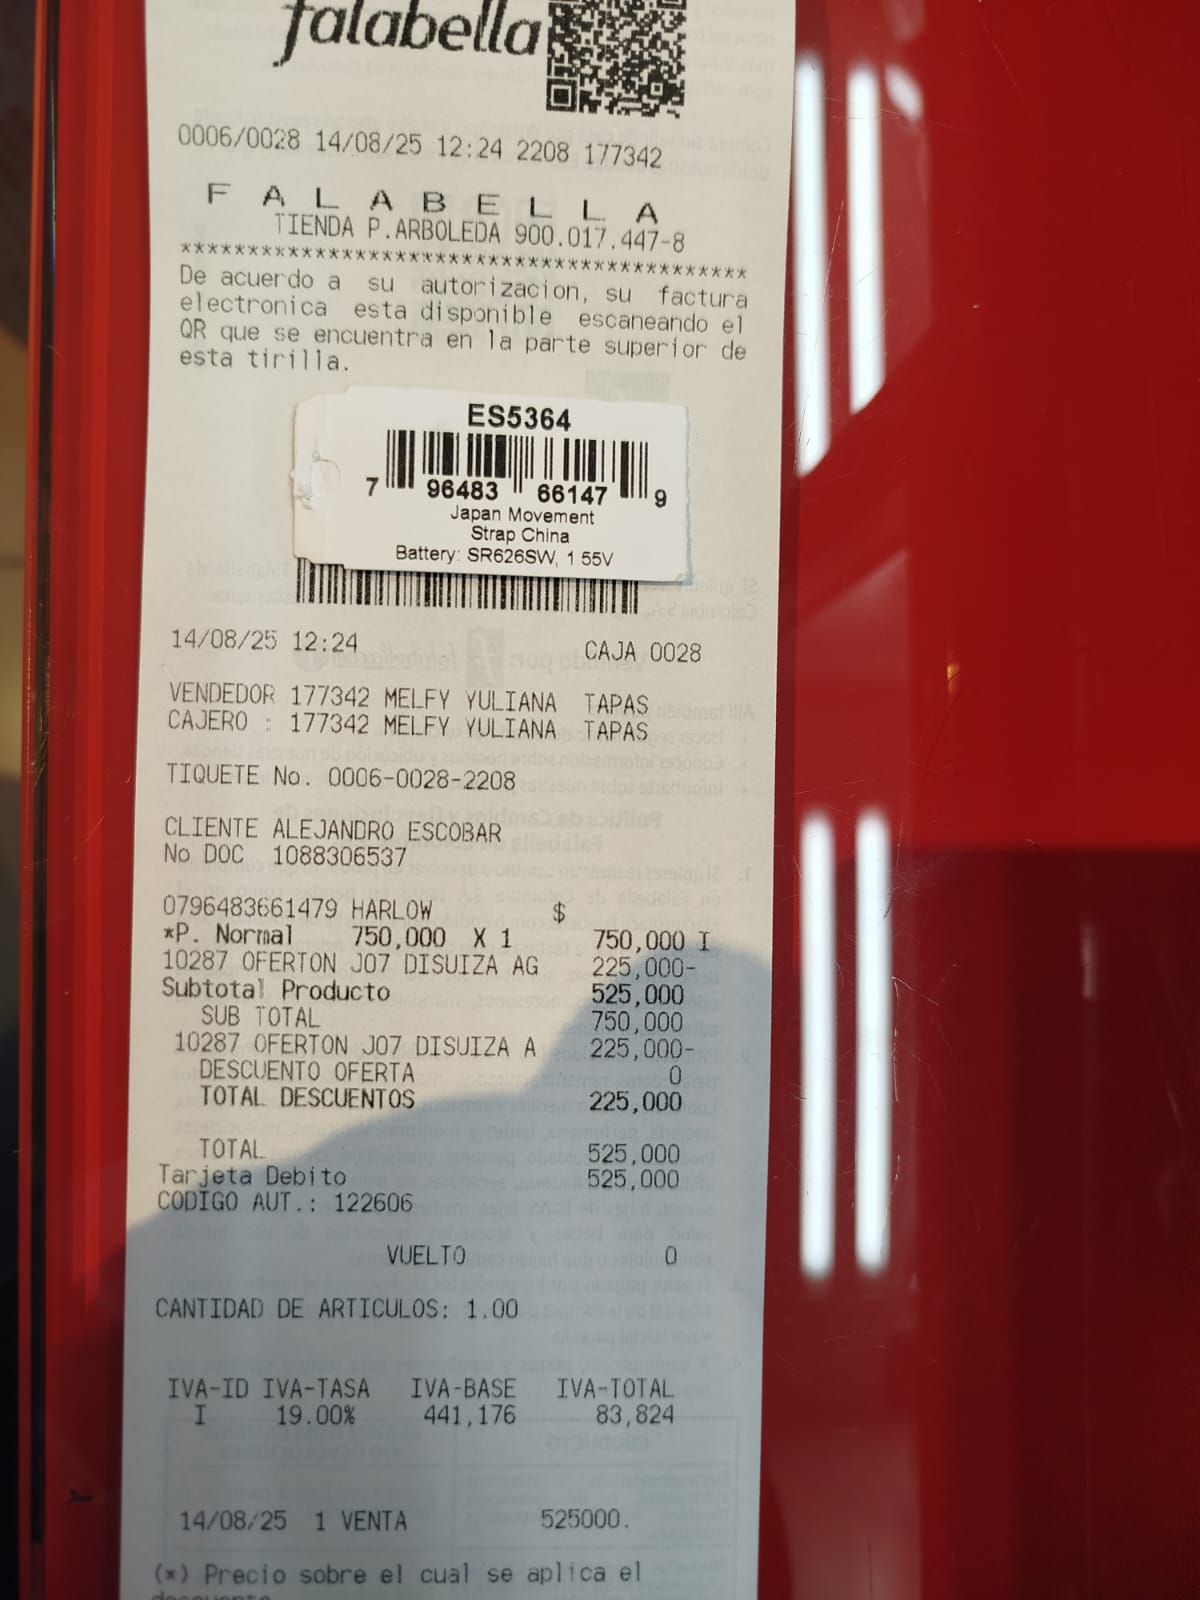 falabella
0006/0028 14/08/25 12:24 2208 177342
F A L A B E L L A
TIENDA P.ARBOLEDA 900.017.447-8
******************************************
De acuerdo a su autorizacion, su factura
electronica esta disponible escaneando el
QR que se encuentra en la parte superior de
esta tirilla.
ES5364
7 96483 66147 9
Japan Movement
Strap China
Battery: SR626SW, 1 55V
14/08/25 12:24 CAJA 0028
VENDEDOR 177342 MELFY YULIANA TAPAS
CAJERO : 177342 MELFY YULIANA TAPAS
TIQUETE No. 0006-0028-2208
CLIENTE ALEJANDRO ESCOBAR
No DOC 1088306537
0796483661479 HARLOW $
*P. Normal 750,000 X 1 750,000 I
10287 OFERTON J07 DISUIZA AG 225,000-
Subtotal Producto 525,000
SUB TOTAL 750,000
10287 OFERTON J07 DISUIZA A 225,000-
DESCUENTO OFERTA 0
TOTAL DESCUENTOS 225,000
TOTAL 525,000
Tarjeta Debito 525,000
CODIGO AUT.: 122606
VUELTO 0
CANTIDAD DE ARTICULOS: 1.00
IVA-ID IVA-TASA IVA-BASE IVA-TOTAL
I 19.00% 441,176 83,824
14/08/25 1 VENTA 525000.
(*) Precio sobre el cual se aplica el